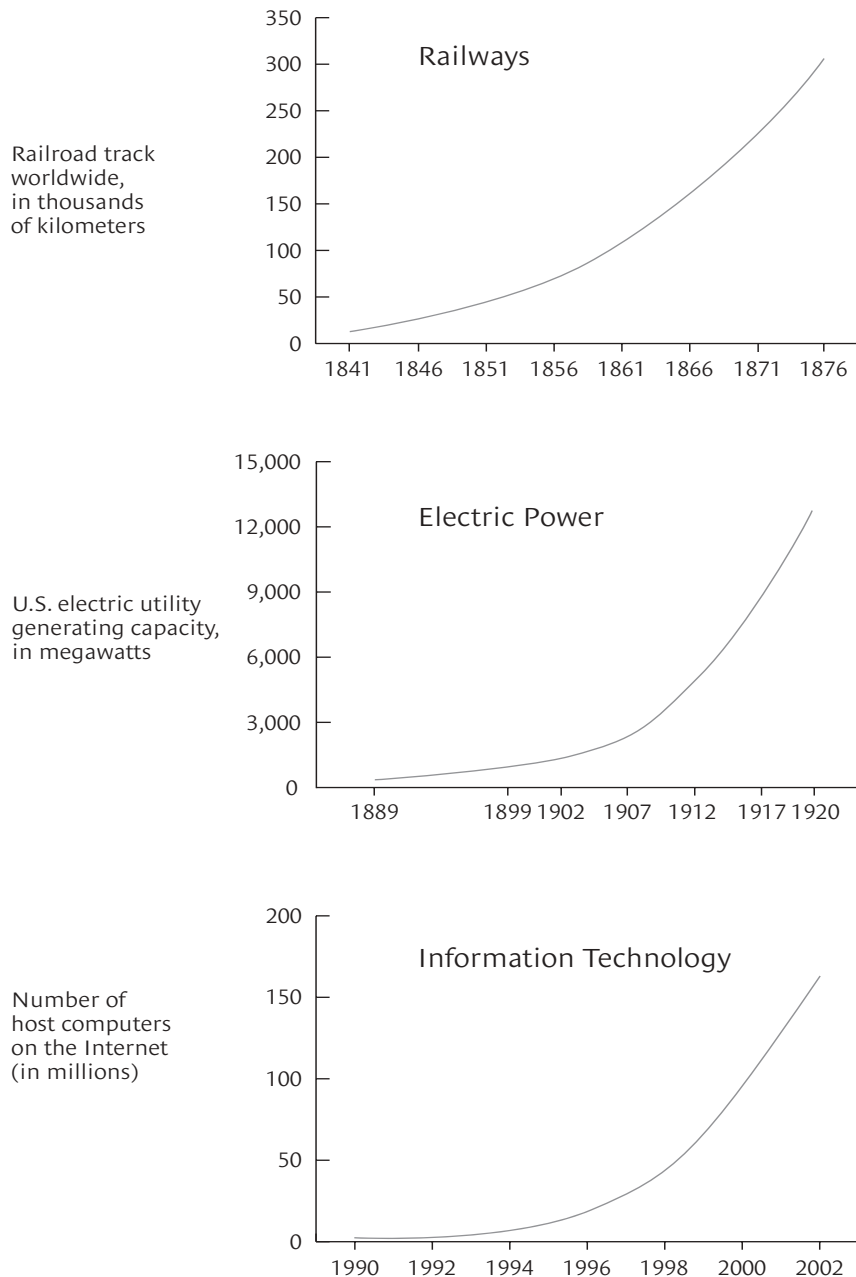 350
Railways
300
250
Railroad track
worldwide,
in thousands
of kilometers
200
150
100
50
0
1841 1846 1851 1856 1861 1866 1871 1876
15,000
Electric Power
12,000
9,000
U.S. electric utility
generating capacity,
in megawatts
6,000
3,000
0
1889 1899 1902 1907 1912 1917 1920
200
Information Technology
150
Number of
host computers
on the Internet
(in millions)
100
50
0
1990 1992 1994 1996 1998 2000 2002